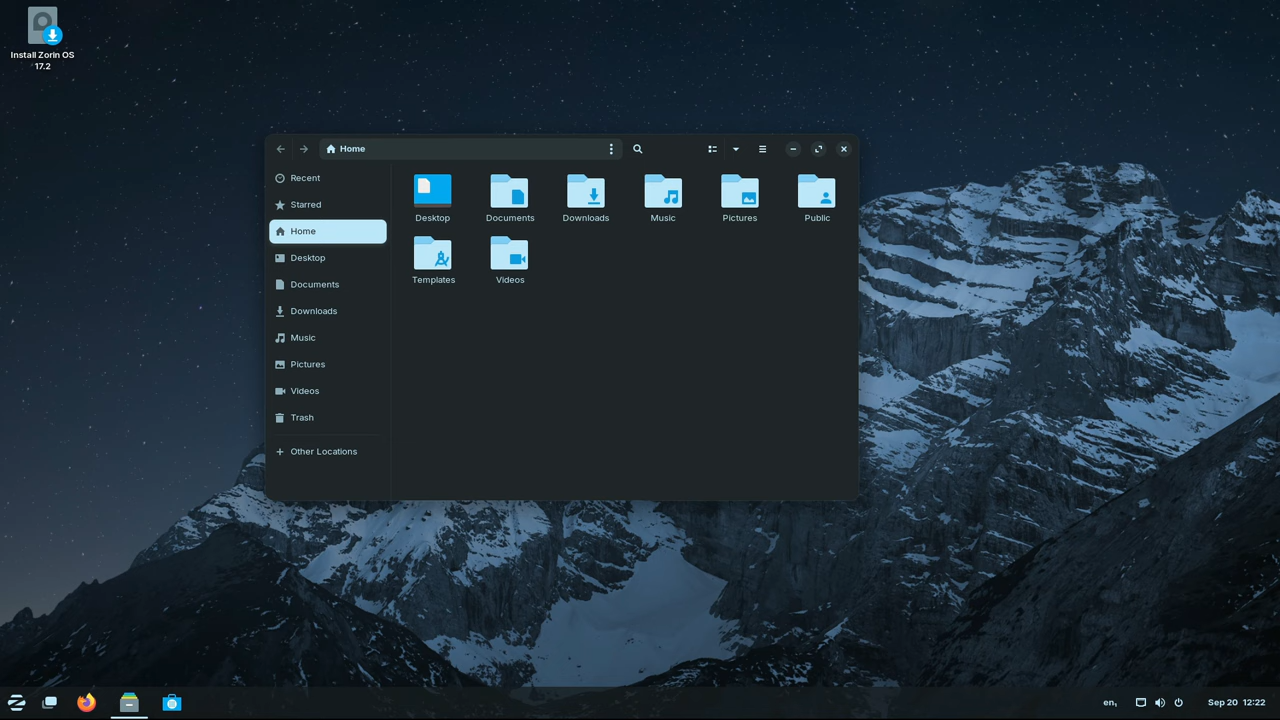 Install Zorin OS
17.2
Home
Recent
Starred
Home
Desktop
Documents
Downloads
Music
Pictures
Videos
Trash
Other Locations
Desktop Documents Downloads Music Pictures Public
Templates Videos
en₁ Sep 20 12:22